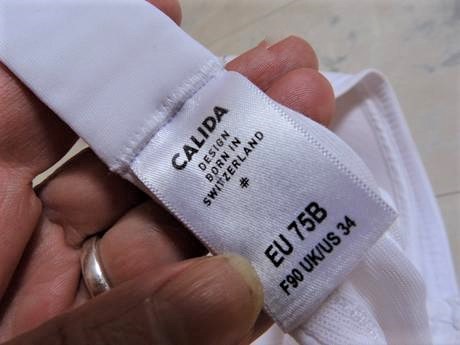 CALIDA
DESIGN
BORN IN
SWITZERLAND
#
EU 75B
F90 UK/US 34